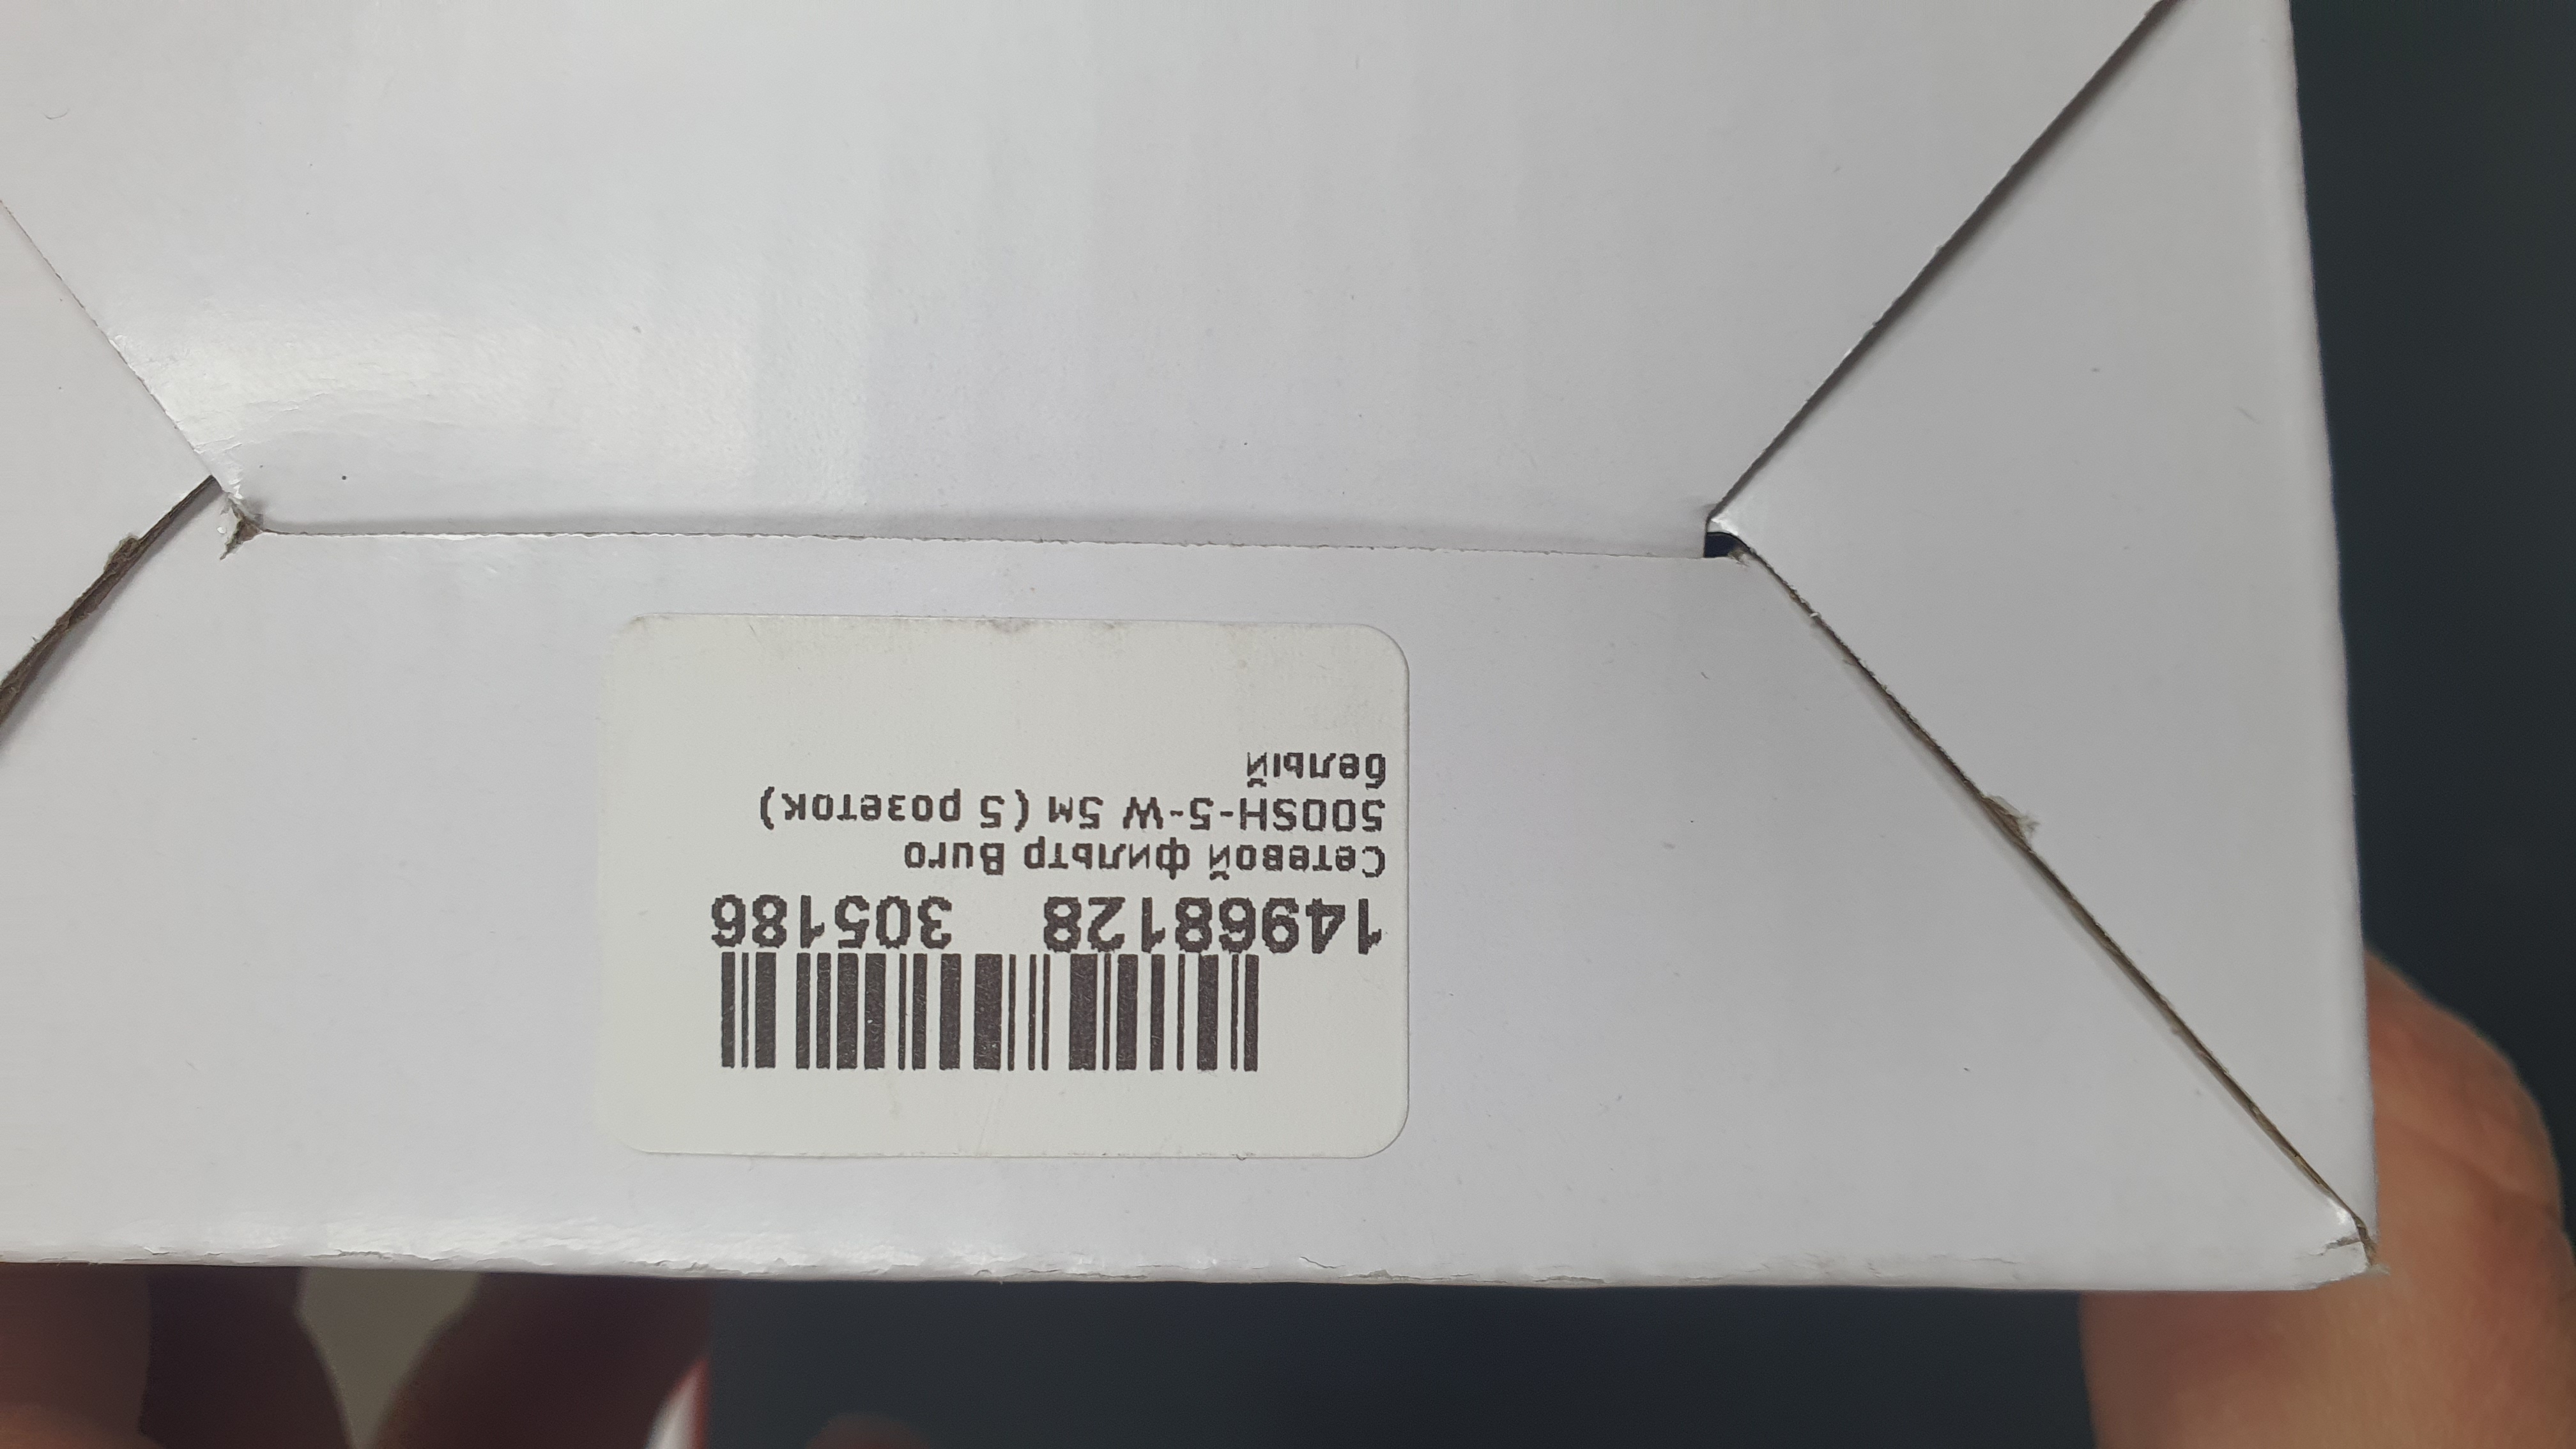 14968128 305186
Сетевой фильтр Buro
500SH-5-W 5м (5 розеток)
белый